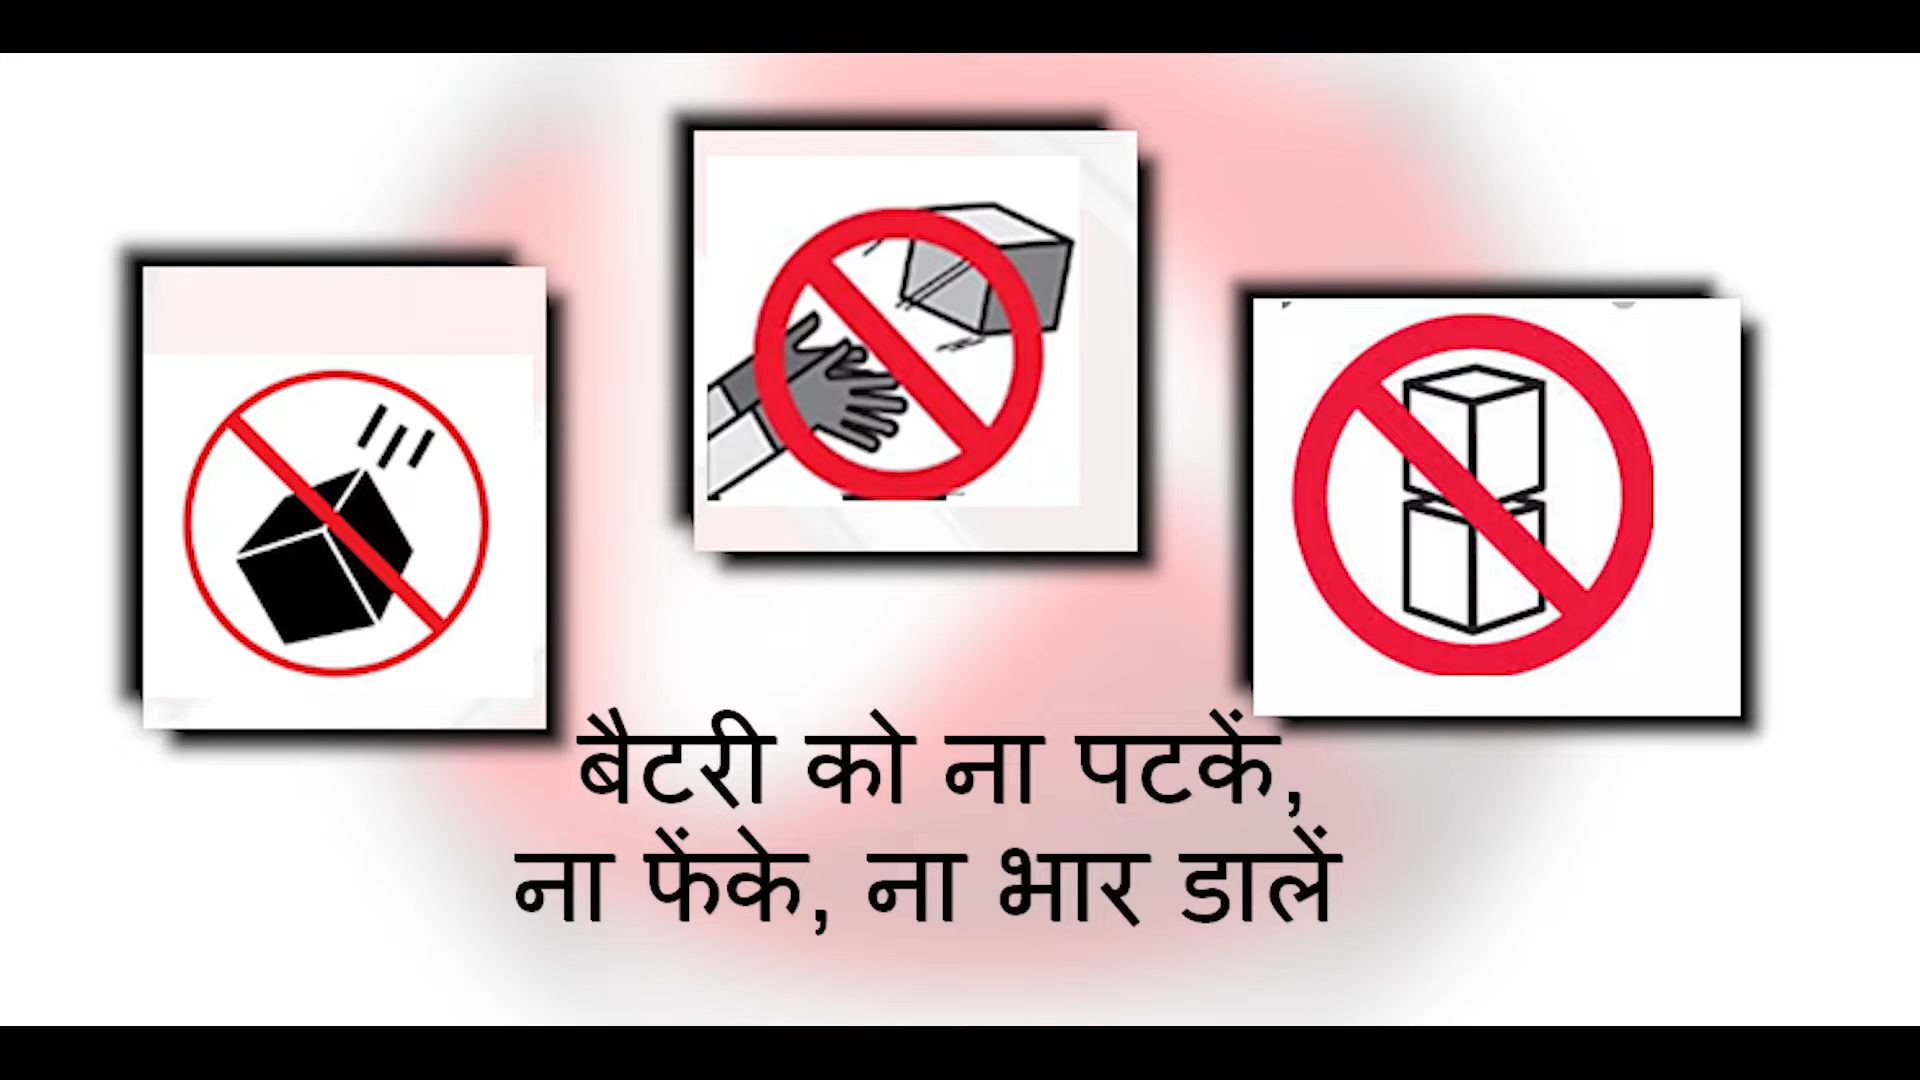 बैटरी को ना पटकें,
ना फेंके, ना भार डालें